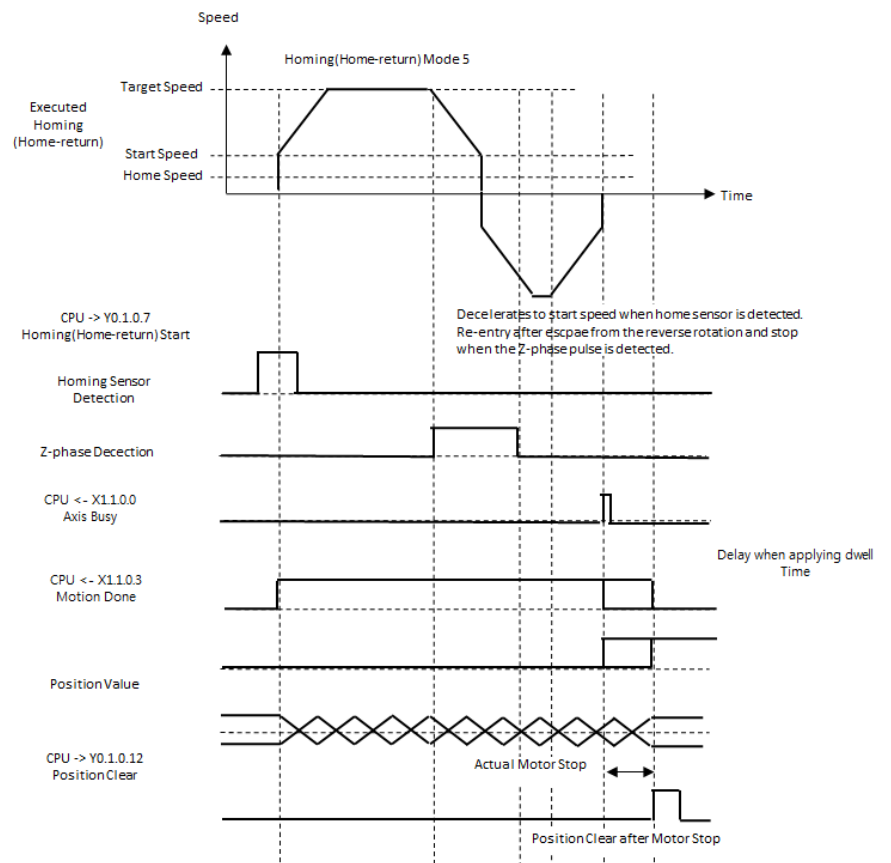 Speed
Homing(Home-return) Mode 5
Target Speed
Executed
Homing
(Home-return)
Start Speed
Home Speed
Time
CPU -> Y0.1.0.7
Homing(Home-return) Start
Decelerates to start speed when home sensor is detected.
Re-entry after escpae from the reverse rotation and stop
when the Z-phase pulse is detected.
Homing Sensor
Detection
Z-phase Decection
CPU <- X1.1.0.0
Axis Busy
Delay when applying dwell
Time
CPU <- X1.1.0.3
Motion Done
Position Value
CPU -> Y0.1.0.12
Position Clear
Actual Motor Stop
Position Clear after Motor Stop